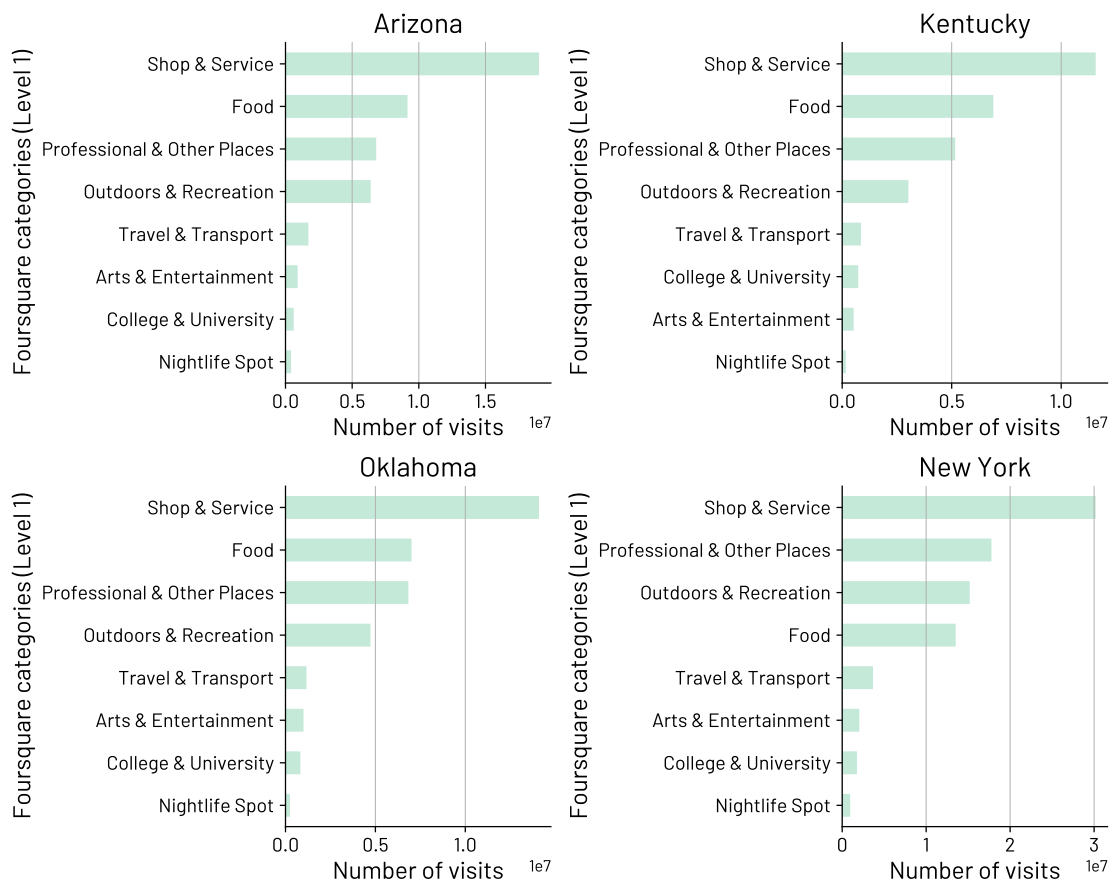 Arizona
Foursquare categories (Level 1)
Shop & Service
Food
Professional & Other Places
Outdoors & Recreation
Travel & Transport
Arts & Entertainment
College & University
Nightlife Spot
0.0 0.5 1.0 1.5
Number of visits 1e7
Kentucky
Foursquare categories (Level 1)
Shop & Service
Food
Professional & Other Places
Outdoors & Recreation
Travel & Transport
College & University
Arts & Entertainment
Nightlife Spot
0.0 0.5 1.0
Number of visits 1e7
Oklahoma
Foursquare categories (Level 1)
Shop & Service
Food
Professional & Other Places
Outdoors & Recreation
Travel & Transport
Arts & Entertainment
College & University
Nightlife Spot
0.0 0.5 1.0
Number of visits 1e7
New York
Foursquare categories (Level 1)
Shop & Service
Professional & Other Places
Outdoors & Recreation
Food
Travel & Transport
Arts & Entertainment
College & University
Nightlife Spot
0 1 2 3
Number of visits 1e7